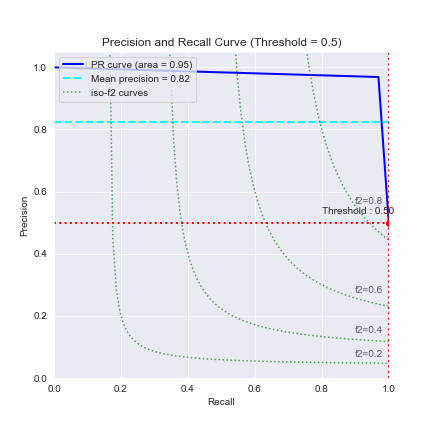 Precision and Recall Curve (Threshold = 0.5)
PR curve (area = 0.95)
Mean precision = 0.82
iso-f2 curves
1.0
0.8
0.6
0.4
0.2
0.0
Precision
f2=0.8
Threshold : 0.50
f2=0.6
f2=0.4
f2=0.2
0.0 0.2 0.4 0.6 0.8 1.0
Recall